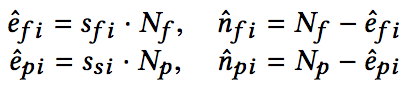 ê_{fi} = s_{fi} · N_f, n̂_{fi} = N_f − ê_{fi}
ê_{pi} = s_{si} · N_p, n̂_{pi} = N_p − ê_{pi}